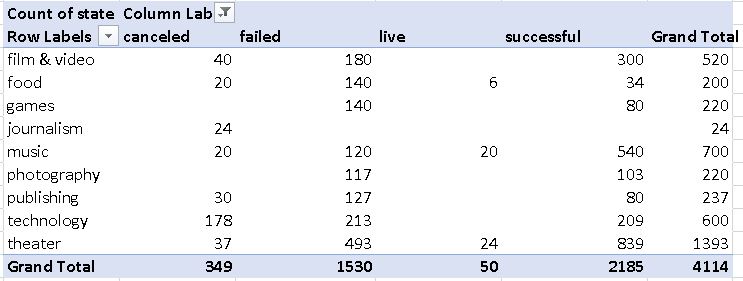 Count of state Column Lab
Row Labels canceled failed live successful Grand Total
film & video 40 180 300 520
food 20 140 6 34 200
games 140 80 220
journalism 24 24
music 20 120 20 540 700
photography 117 103 220
publishing 30 127 80 237
technology 178 213 209 600
theater 37 493 24 839 1393
Grand Total 349 1530 50 2185 4114